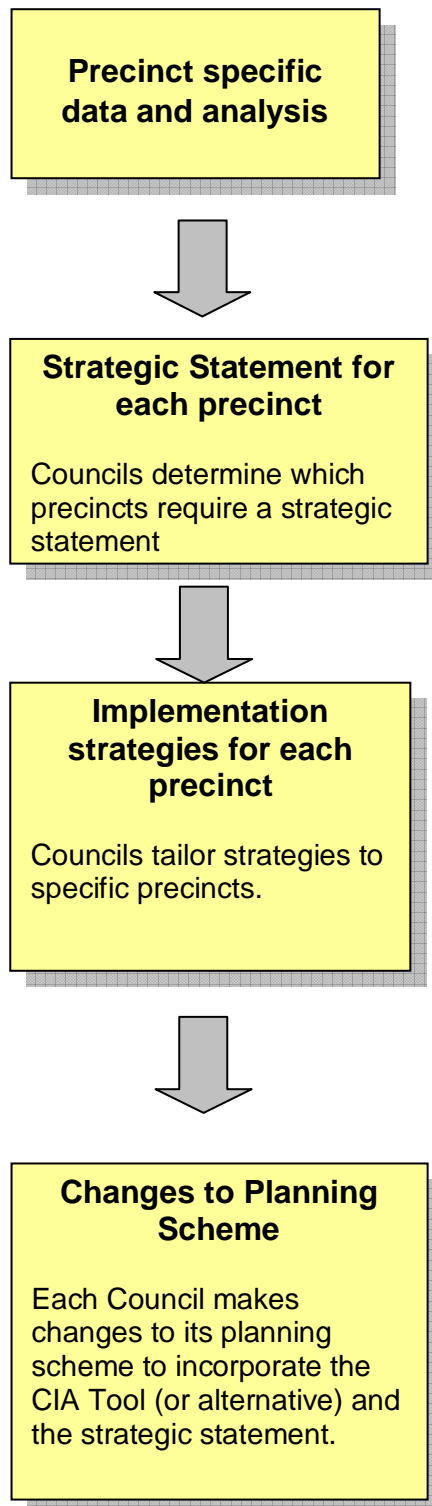 Precinct specific
data and analysis
Strategic Statement for
each precinct
Councils determine which
precincts require a strategic
statement
Implementation
strategies for each
precinct
Councils tailor strategies to
specific precincts.
Changes to Planning
Scheme
Each Council makes
changes to its planning
scheme to incorporate the
CIA Tool (or alternative) and
the strategic statement.